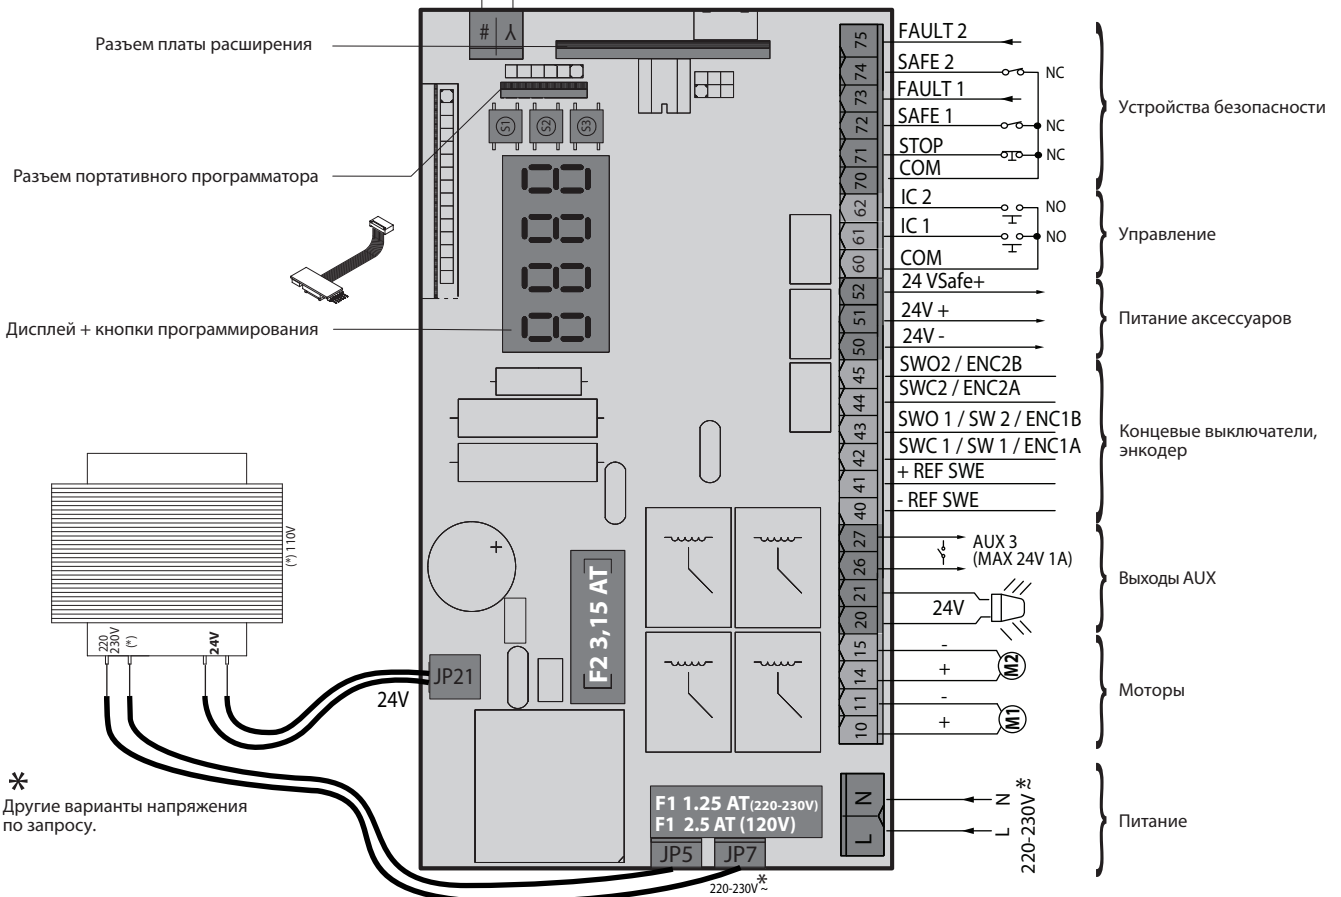 Разъем платы расширения
Разъем портативного программатора
Дисплей + кнопки программирования
# Y
S1 S2 S3
75 FAULT 2
74 SAFE 2 NC
73 FAULT 1
72 SAFE 1 NC
71 STOP NC
70 COM
Устройства безопасности
62 IC 2 NO
61 IC 1 NO
60 COM
Управление
52 24 VSafe+
51 24V +
50 24V -
Питание аксессуаров
45 SWO2 / ENC2B
44 SWC2 / ENC2A
43 SWO 1 / SW 2 / ENC1B
42 SWC 1 / SW 1 / ENC1A
41 + REF SWE
40 - REF SWE
Концевые выключатели,
энкодер
27 AUX 3
26 (MAX 24V 1A)
21
20 24V
Выходы AUX
15 -
14 + M2
11 -
10 + M1
Моторы
N N
L L
220-230V ~*
Питание
(*) 110V
220
230V
(*)
24V
+
F2 3,15 AT
JP21
24V
F1 1.25 AT(220-230V)
F1 2.5 AT (120V)
JP5 JP7
220-230V~*
*
Другие варианты напряжения
по запросу.